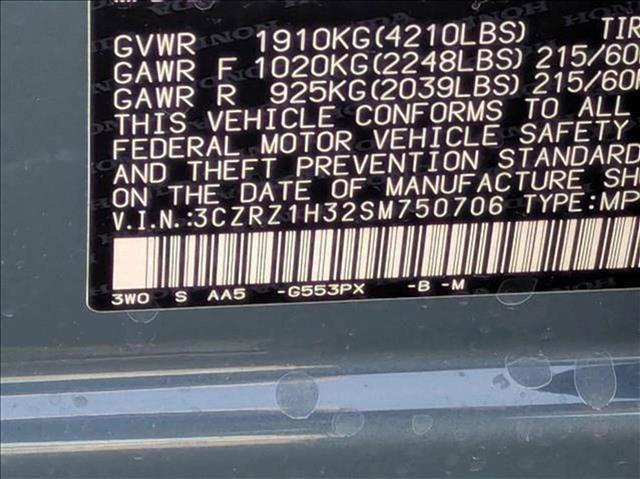 GVWR 1910KG(4210LBS) TIR
GAWR F 1020KG(2248LBS) 215/60
GAWR R 925KG(2039LBS) 215/60
THIS VEHICLE CONFORMS TO ALL
FEDERAL MOTOR VEHICLE SAFETY
AND THEFT PREVENTION STANDARD
ON THE DATE OF MANUFACTURE SH
V.I.N.:3CZRZ1H32SM750706 TYPE:MP
3WO S AA5 -G553PX -B -M